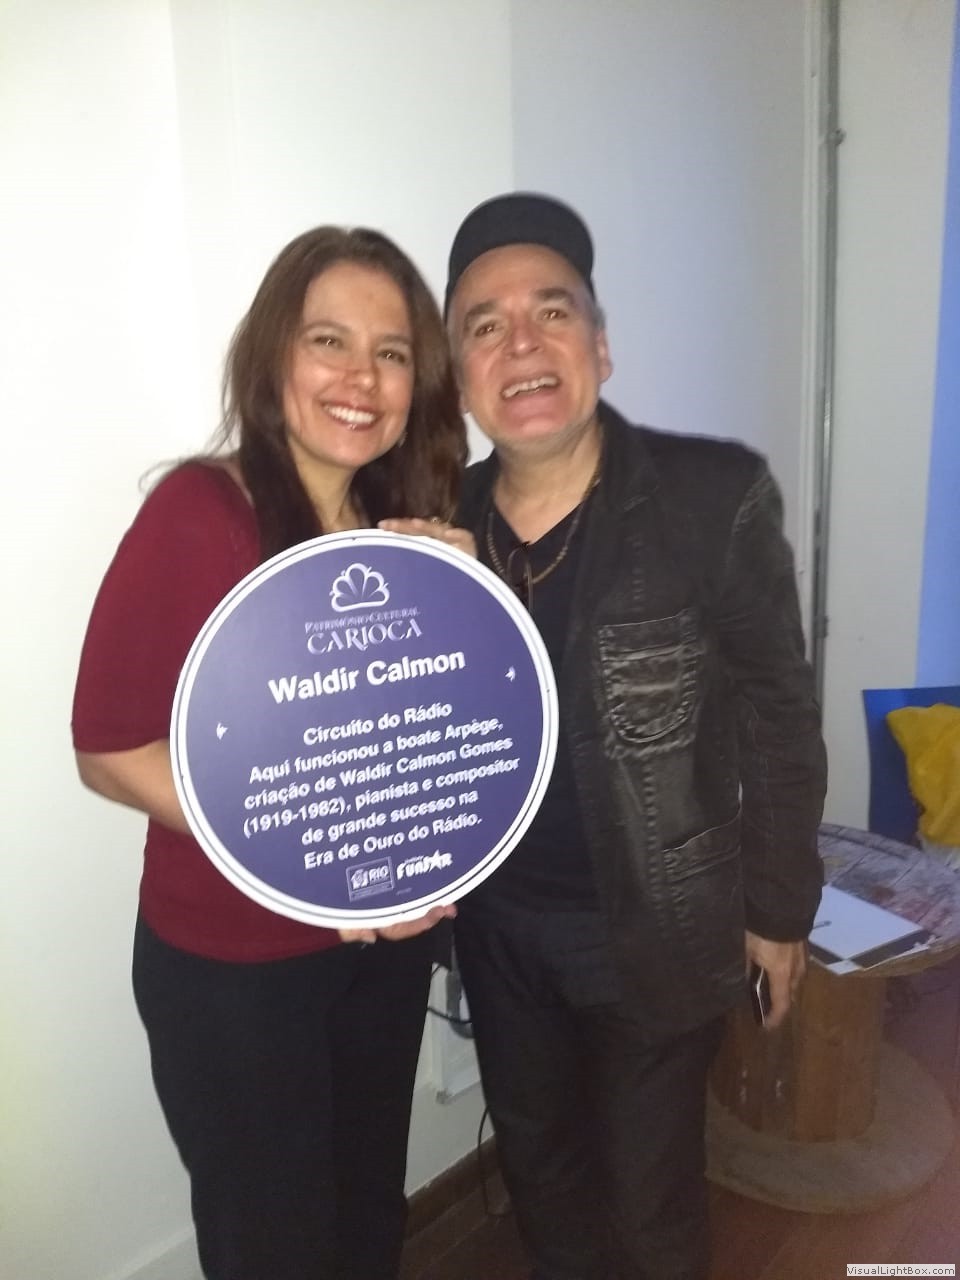 PATRIMÔNIO CULTURAL
CARIOCA
Waldir Calmon
Circuito do Rádio
Aqui funcionou a boate Arpège,
criação de Waldir Calmon Gomes
(1919-1982), pianista e compositor
de grande sucesso na
Era de Ouro do Rádio.
RIO
FUNJOR
VisualLightBox.com